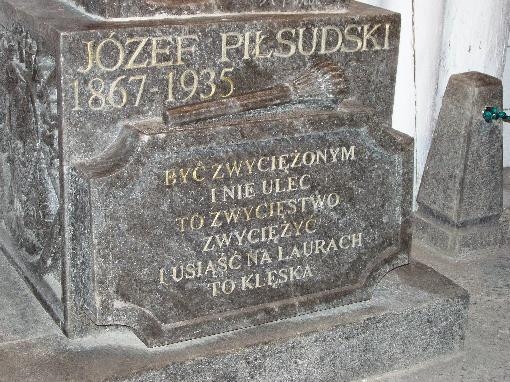 JÓZEF PIŁSUDSKI
1867-1935
BYĆ ZWYCIĘŻONYM
I NIE ULEC
TO ZWYCIĘSTWO
ZWYCIĘŻYĆ
I USIĄŚĆ NA LAURACH
TO KLĘSKA